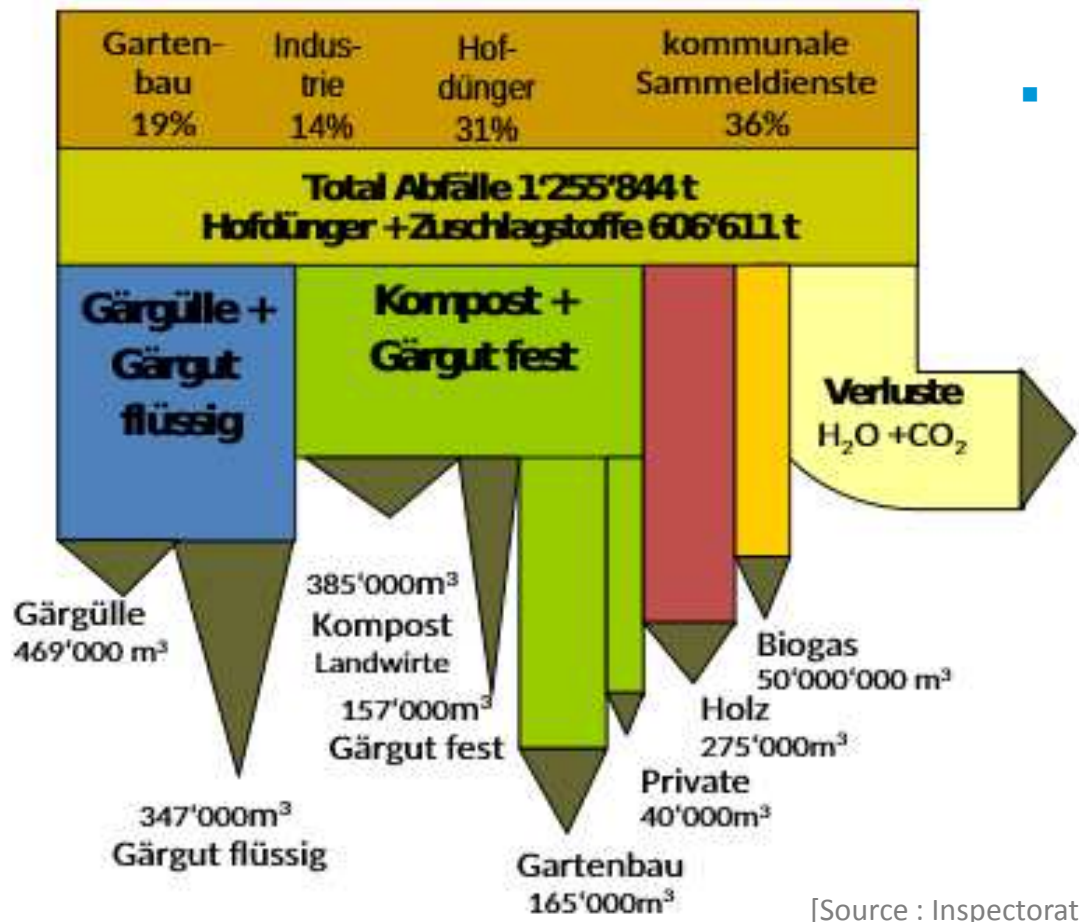 Garten-
bau
19%
Indus-
trie
14%
Hof-
dünger
31%
kommunale
Sammeldienste
36%
Total Abfälle 1'255'844 t
Hofdünger + Zuschlagstoffe 606'611 t
Gärgülle +
Gärgut
flüssig
Kompost +
Gärgut fest
Verluste
H₂O +CO₂
Gärgülle
469'000 m³
347'000m³
Gärgut flüssig
385'000m³
Kompost
Landwirte
157'000m³
Gärgut fest
Gartenbau
165'000m³
Private
40'000m³
Holz
275'000m³
Biogas
50'000'000 m³
[Source : Inspectorat